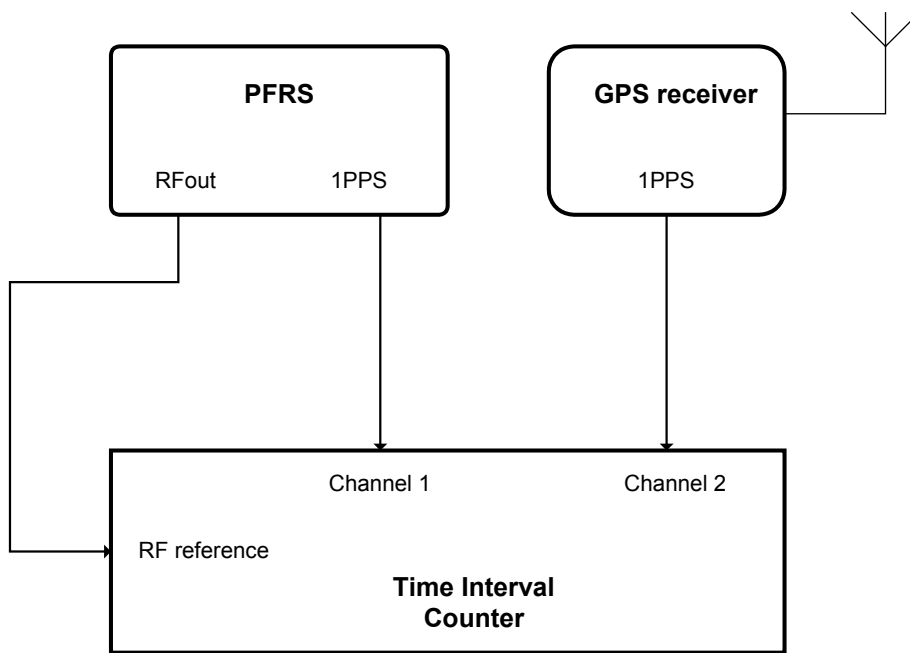 PFRS
GPS receiver
RFout
1PPS
1PPS
Channel 1
Channel 2
RF reference
Time Interval
Counter